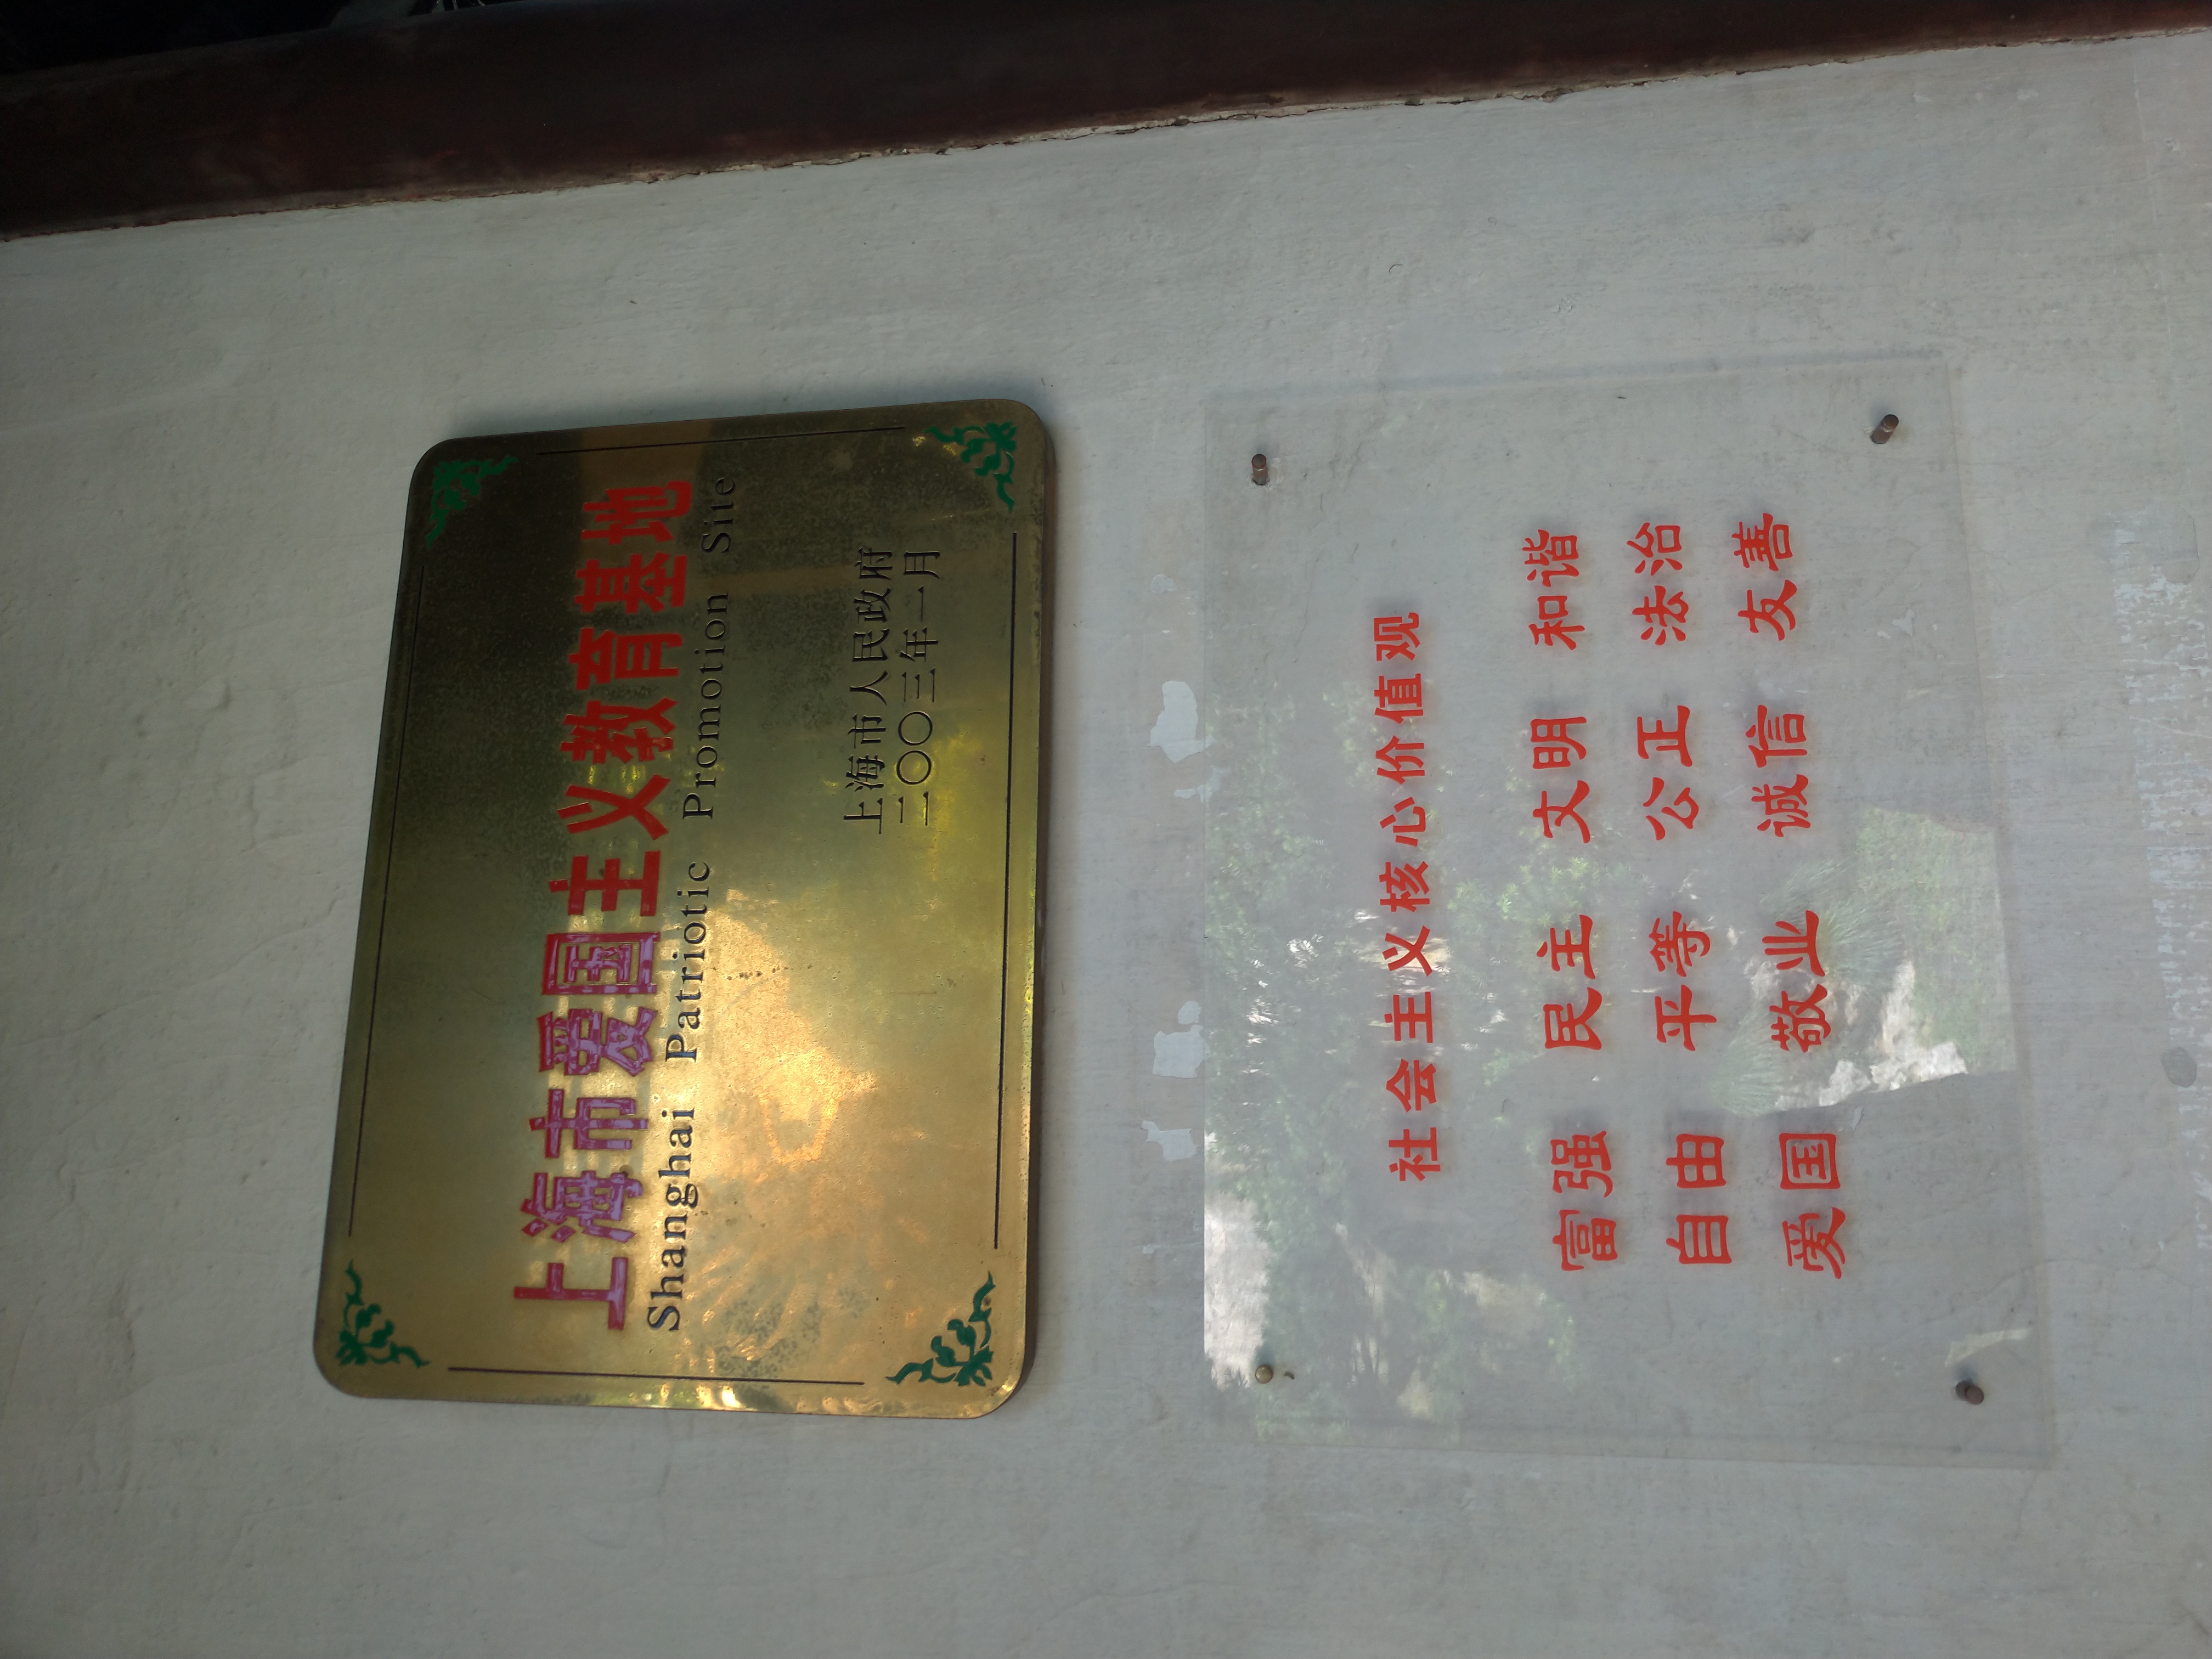 上海市爱国主义教育基地
Shanghai Patriotic Promotion Site
上海市人民政府
二〇〇三年一月
社会主义核心价值观
富强 民主 文明 和谐
自由 平等 公正 法治
爱国 敬业 诚信 友善